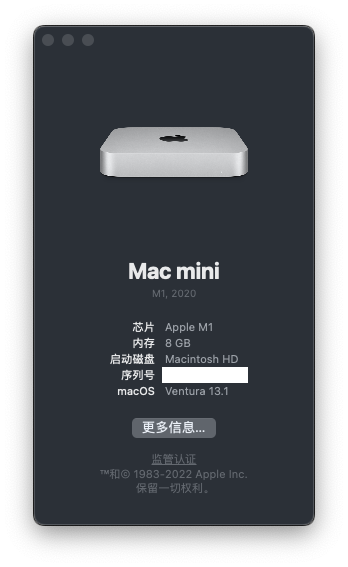 Mac mini
M1, 2020
芯片 Apple M1
内存 8 GB
启动磁盘 Macintosh HD
序列号
macOS Ventura 13.1
更多信息...
监管认证
™和© 1983-2022 Apple Inc.
保留一切权利。